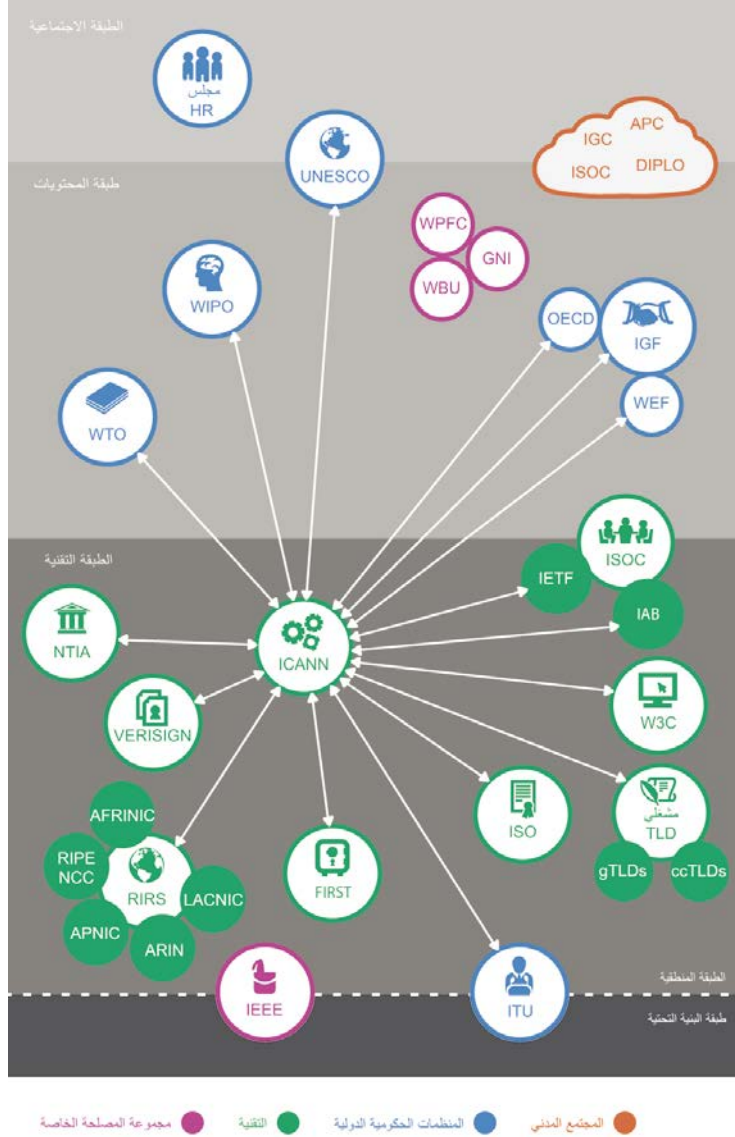 الطبقة الاجتماعية
مجلس
HR
UNESCO
IGC
APC
ISOC
DIPLO
طبقة المحتويات
WPFC
GNI
WBU
WIPO
OECD
IGF
WEF
WTO
الطبقة التقنية
ISOC
IETF
IAB
NTIA
ICANN
W3C
VERISIGN
ISO
مشغلي
TLD
gTLDs
ccTLDs
AFRINIC
RIPE
NCC
RIRS
LACNIC
APNIC
ARIN
FIRST
IEEE
ITU
الطبقة المنطقية
طبقة البنية التحتية
المجتمع المدني
المنظمات الحكومية الدولية
التقنية
مجموعة المصلحة الخاصة